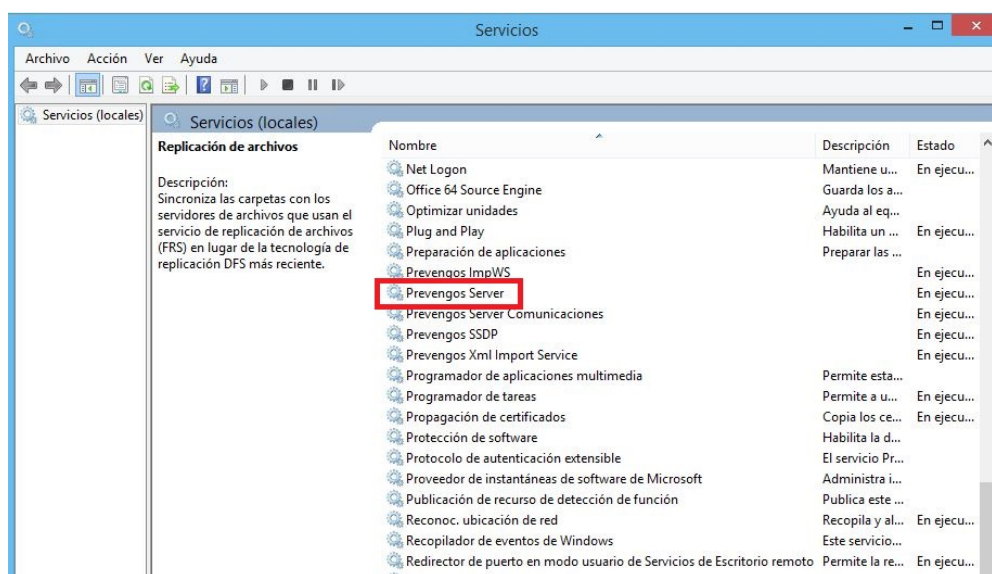 Servicios
Archivo Acción Ver Ayuda
Servicios (locales)
Servicios (locales)
Replicación de archivos
Descripción:
Sincroniza las carpetas con los
servidores de archivos que usan el
servicio de replicación de archivos
(FRS) en lugar de la tecnología de
replicación DFS más reciente.
Nombre Descripción Estado
Net Logon Mantiene u... En ejecu...
Office 64 Source Engine Guarda los a...
Optimizar unidades Ayuda al eq...
Plug and Play Habilita un ... En ejecu...
Preparación de aplicaciones Preparar las ...
Prevengos ImpWS En ejecu...
Prevengos Server En ejecu...
Prevengos Server Comunicaciones En ejecu...
Prevengos SSDP En ejecu...
Prevengos Xml Import Service En ejecu...
Programador de aplicaciones multimedia Permite esta...
Programador de tareas Permite a u... En ejecu...
Propagación de certificados Copia los ce... En ejecu...
Protección de software Habilita la d...
Protocolo de autenticación extensible El servicio Pr...
Proveedor de instantáneas de software de Microsoft Administra i...
Publicación de recurso de detección de función Publica este ...
Reconoc. ubicación de red Recopila y al... En ejecu...
Recopilador de eventos de Windows Este servicio...
Redirector de puerto en modo usuario de Servicios de Escritorio remoto Permite la re... En ejecu...